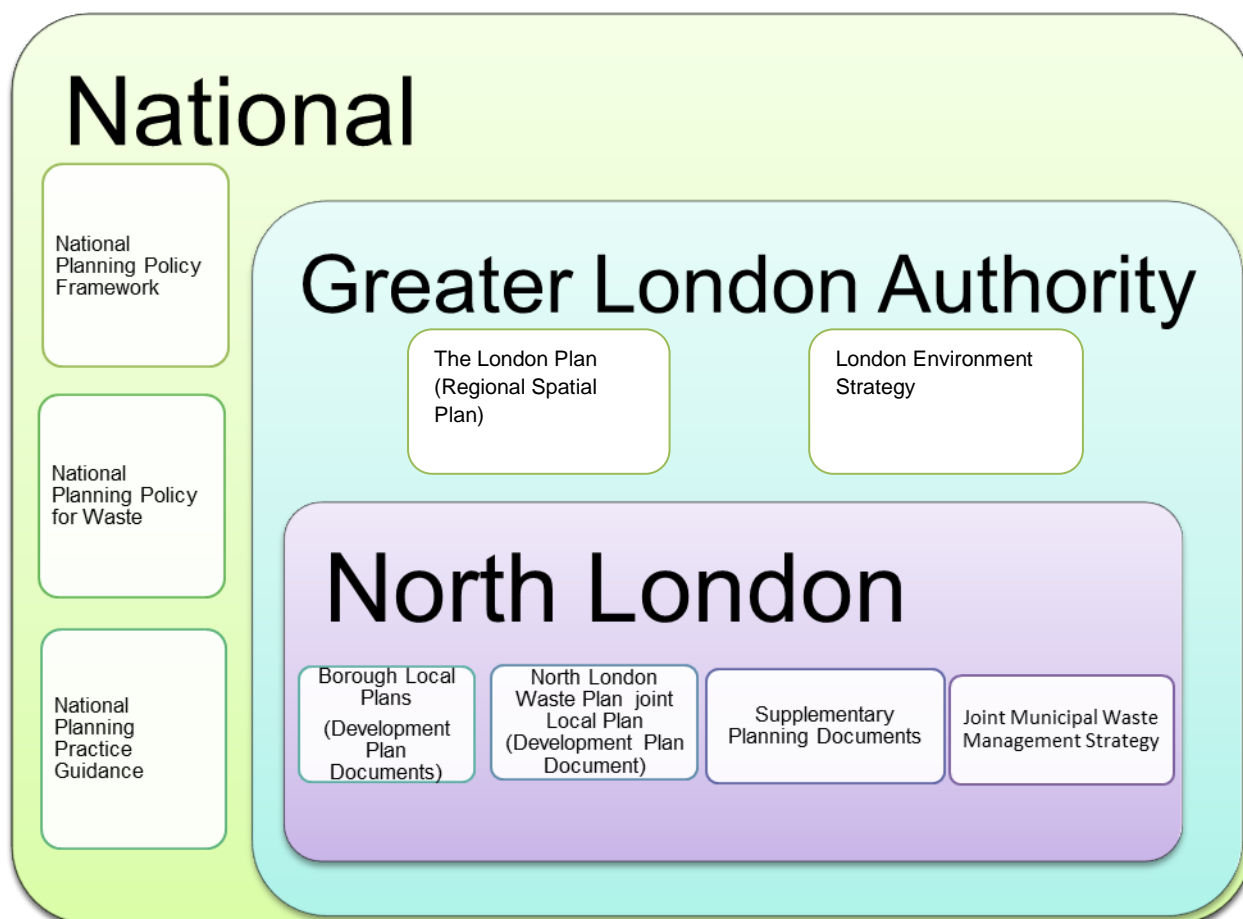 National
National
Planning Policy
Framework
National
Planning Policy
for Waste
National
Planning
Practice
Guidance
Greater London Authority
The London Plan
(Regional Spatial
Plan)
London Environment
Strategy
North London
Borough Local
Plans
(Development
Plan
Documents)
North London
Waste Plan joint
Local Plan
(Development Plan
Document)
Supplementary
Planning Documents
Joint Municipal Waste
Management Strategy